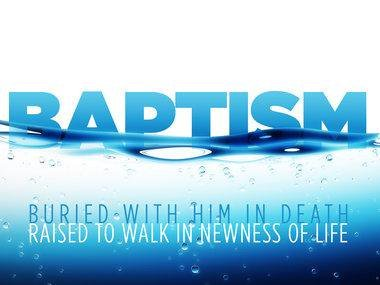 BAPTISM
BURIED WITH HIM IN DEATH
RAISED TO WALK IN NEWNESS OF LIFE